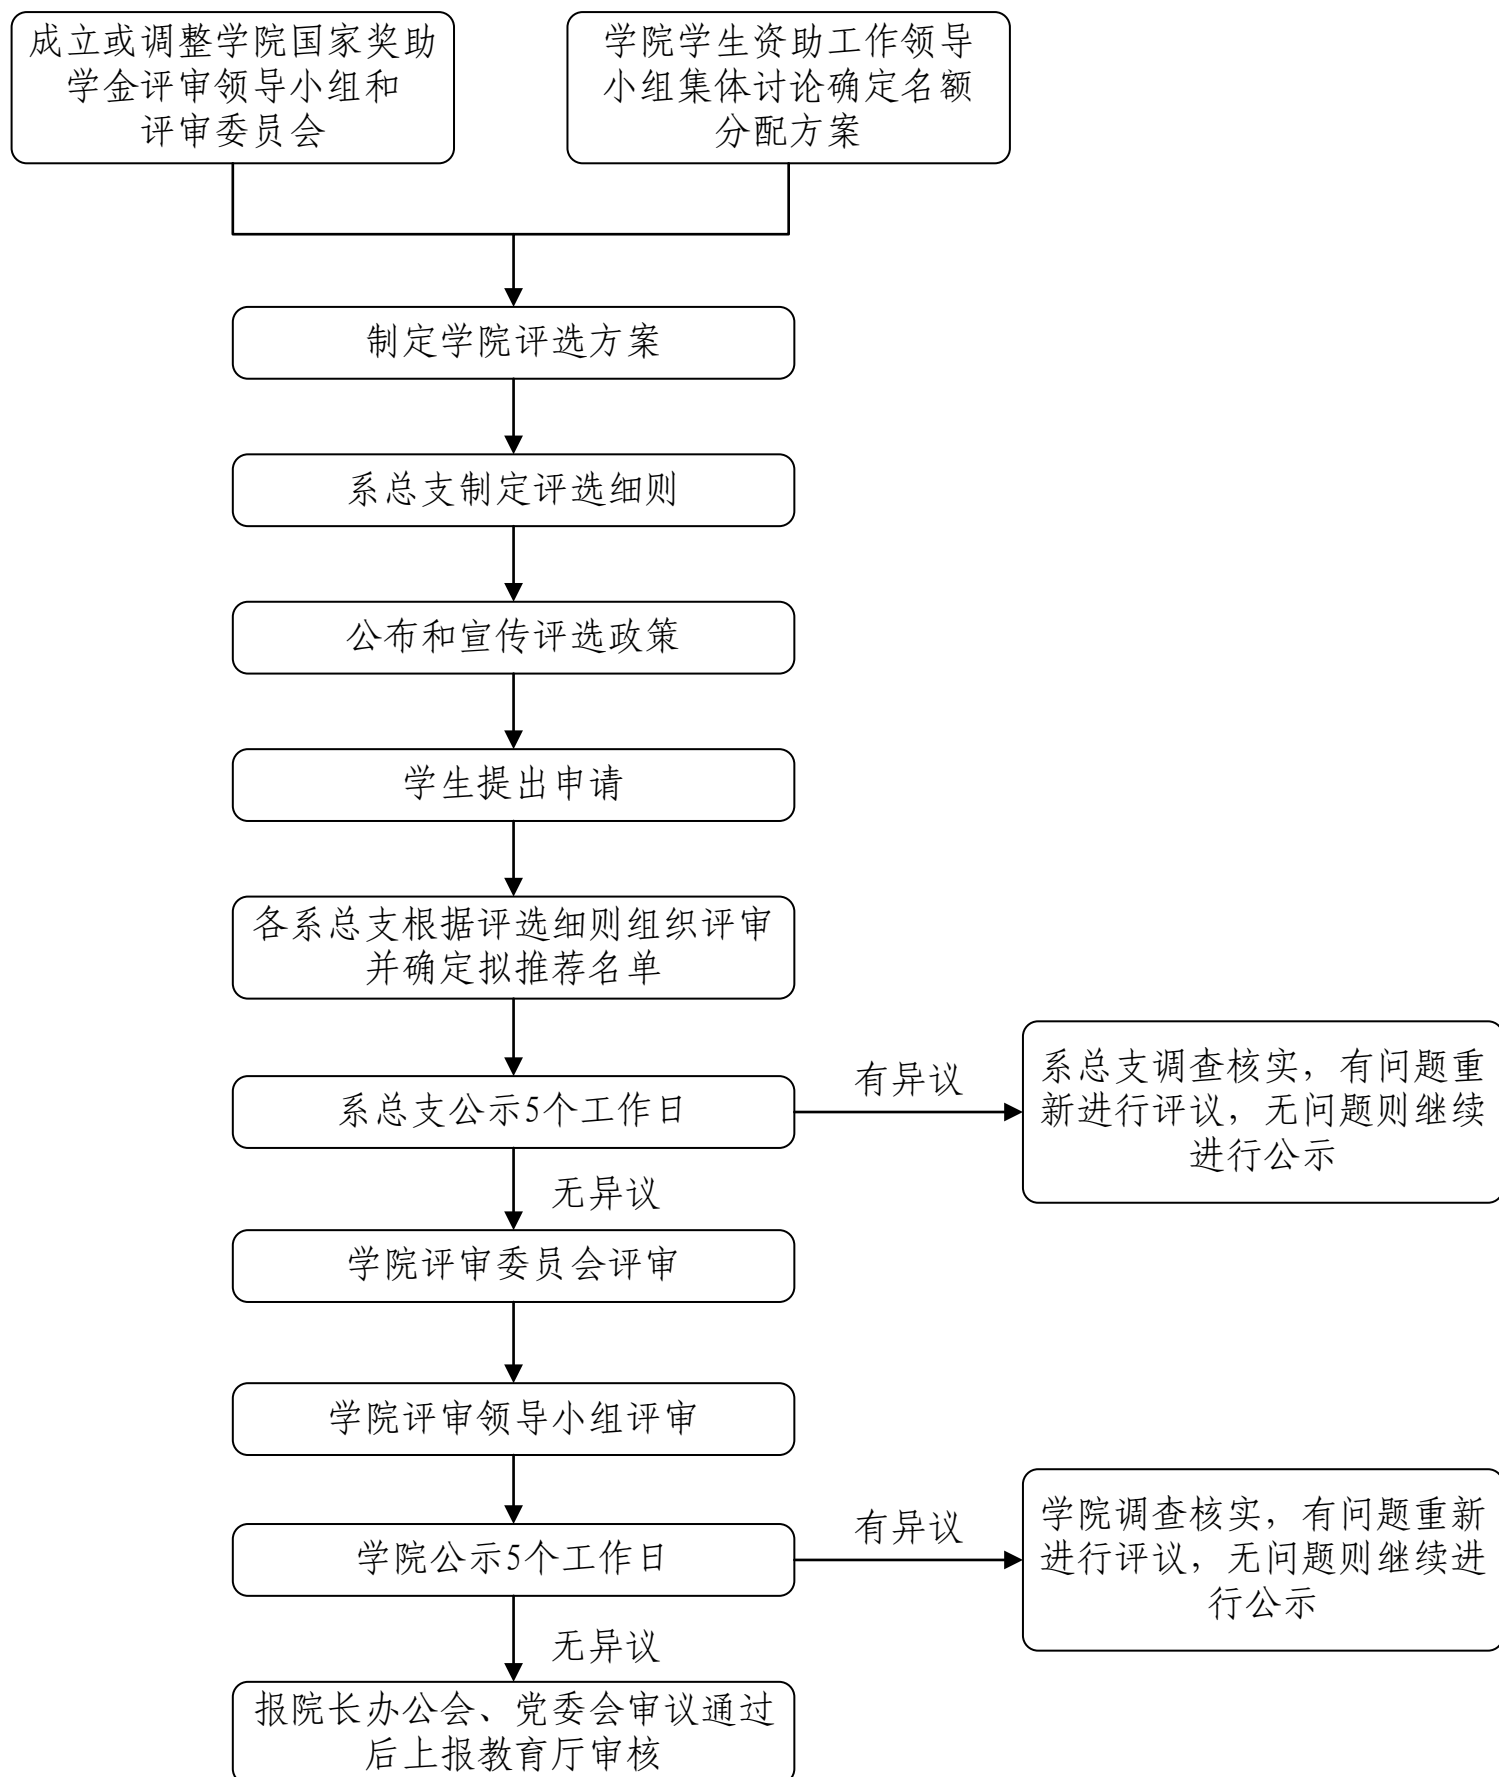 成立或调整学院国家奖助
学金评审领导小组和
评审委员会
学院学生资助工作领导
小组集体讨论确定名额
分配方案
制定学院评选方案
系总支制定评选细则
公布和宣传评选政策
学生提出申请
各系总支根据评选细则组织评审
并确定拟推荐名单
系总支公示5个工作日
有异议
系总支调查核实，有问题重
新进行评议，无问题则继续
进行公示
无异议
学院评审委员会评审
学院评审领导小组评审
学院公示5个工作日
有异议
学院调查核实，有问题重新
进行评议，无问题则继续进
行公示
无异议
报院长办公会、党委会审议通过
后上报教育厅审核